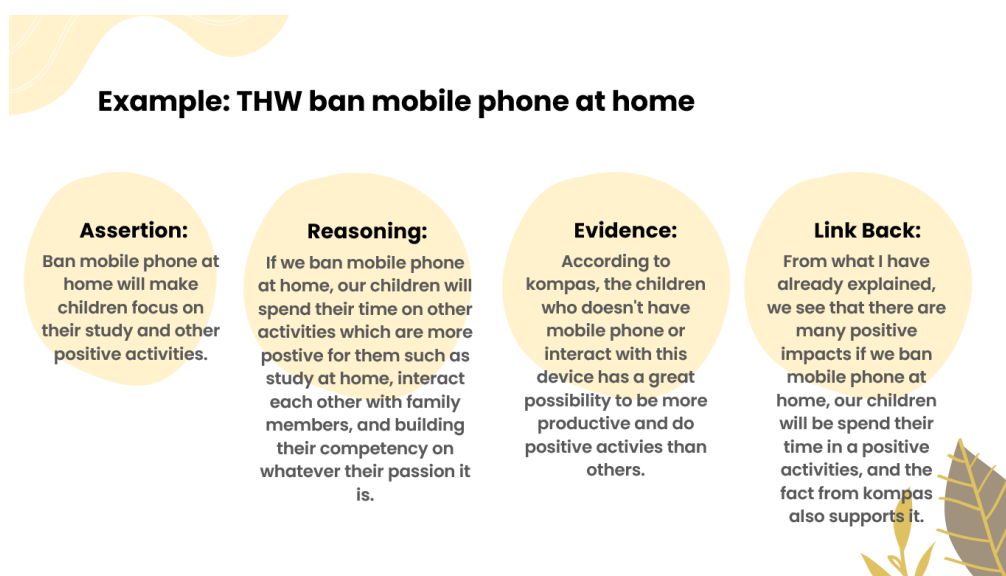 Example: THW ban mobile phone at home
Assertion:
Ban mobile phone at
home will make
children focus on
their study and other
positive activities.
Reasoning:
If we ban mobile phone
at home, our children will
spend their time on other
activities which are more
postive for them such as
study at home, interact
each other with family
members, and building
their competency on
whatever their passion it
is.
Evidence:
According to
kompas, the children
who doesn't have
mobile phone or
interact with this
device has a great
possibility to be more
productive and do
positive activies than
others.
Link Back:
From what I have
already explained,
we see that there are
many positive
impacts if we ban
mobile phone at
home, our children
will be spend their
time in a positive
activities, and the
fact from kompas
also supports it.